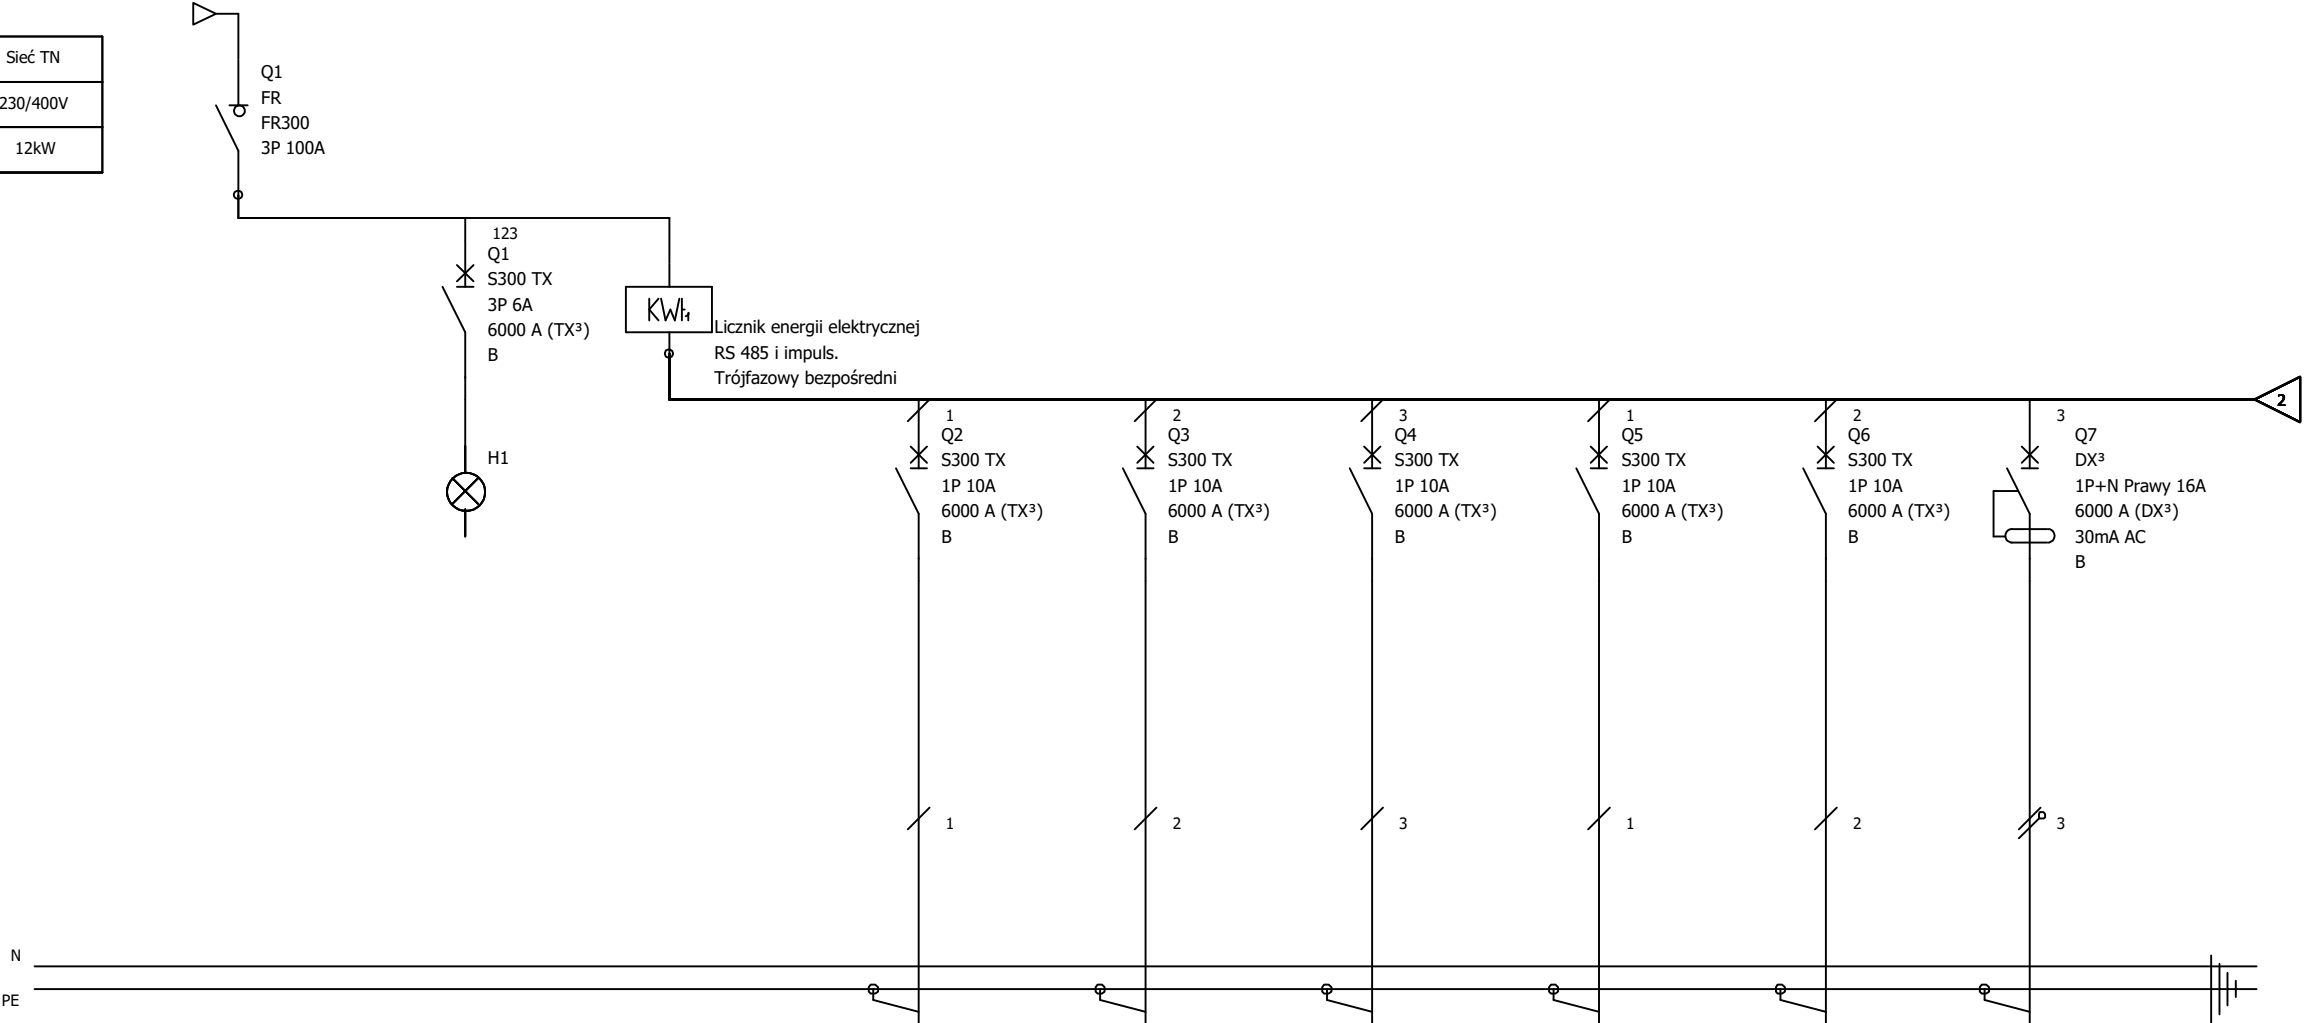 Sieć TN
230/400V
12kW
Q1
FR
FR300
3P 100A
123
Q1
S300 TX
3P 6A
6000 A (TX³)
B
H1
KWh
Licznik energii elektrycznej
RS 485 i impuls.
Trójfazowy bezpośredni
2
1
Q2
S300 TX
1P 10A
6000 A (TX³)
B
2
Q3
S300 TX
1P 10A
6000 A (TX³)
B
3
Q4
S300 TX
1P 10A
6000 A (TX³)
B
1
Q5
S300 TX
1P 10A
6000 A (TX³)
B
2
Q6
S300 TX
1P 10A
6000 A (TX³)
B
3
Q7
DX³
1P+N Prawy 16A
6000 A (DX³)
30mA AC
B
1
2
3
1
2
3
N
PE